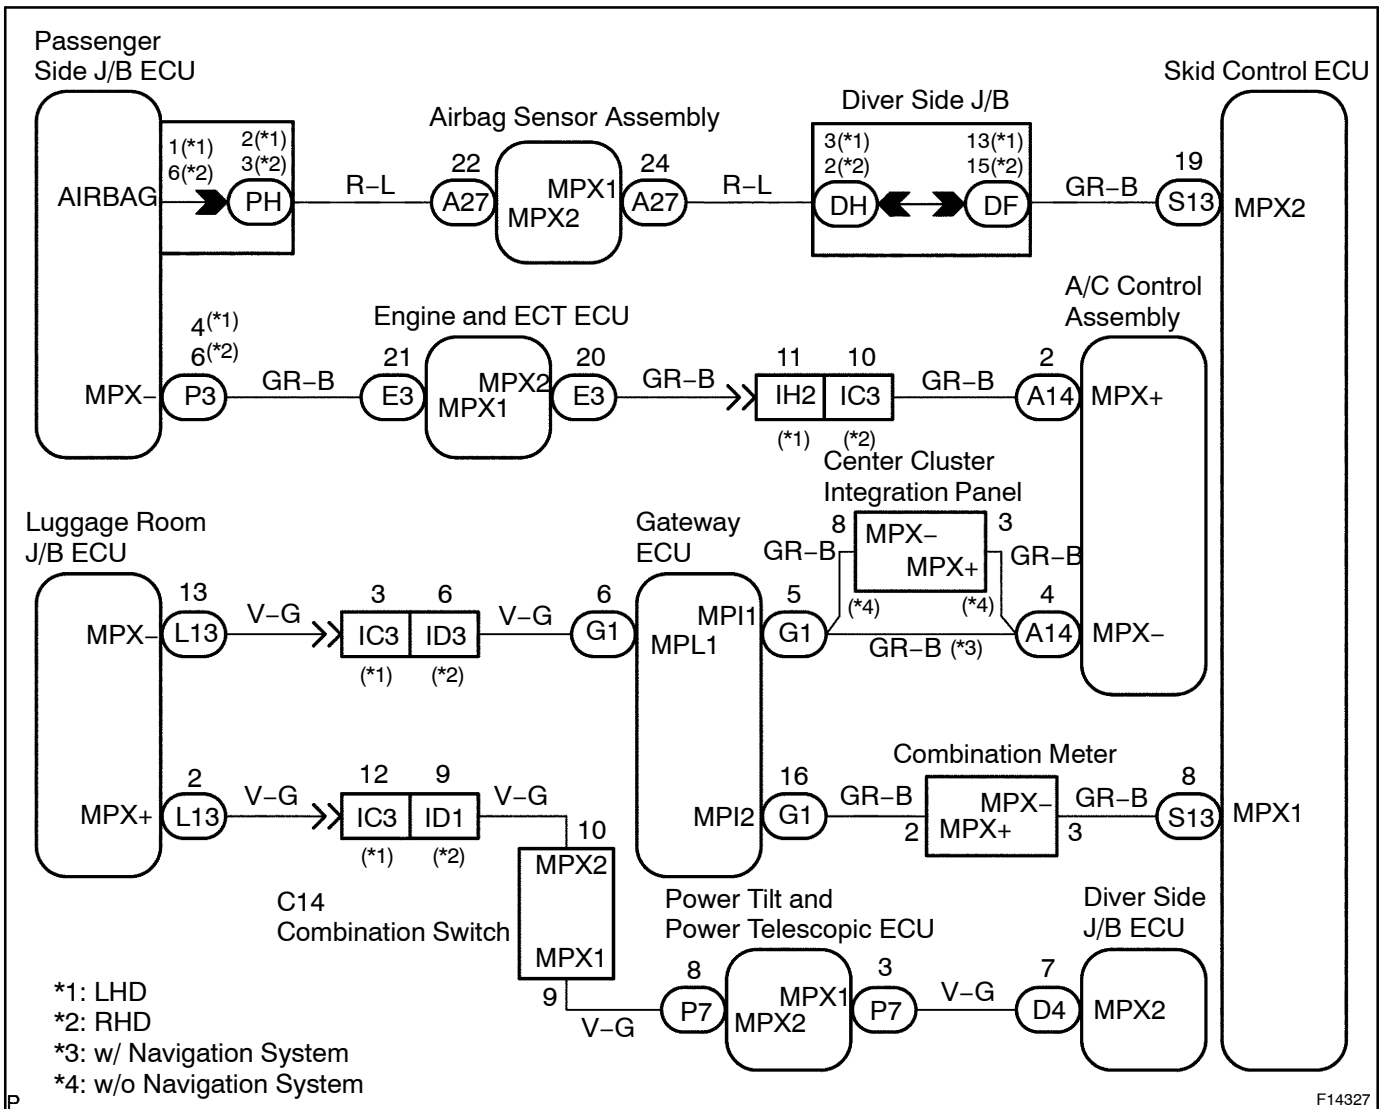 Passenger
Side J/B ECU
Skid Control ECU
Airbag Sensor Assembly
Diver Side J/B
1(*1)
6(*2)
2(*1)
3(*2)
22
24
3(*1)
2(*2)
13(*1)
15(*2)
19
AIRBAG
PH
R-L
A27
MPX1
MPX2
A27
R-L
DH
DF
GR-B
S13
MPX2
A/C Control
Assembly
Engine and ECT ECU
4(*1)
6(*2)
21
20
11
10
2
MPX-
P3
GR-B
E3
MPX2
MPX1
E3
GR-B
IH2
IC3
GR-B
A14
MPX+
(*1)
(*2)
Center Cluster
Integration Panel
Luggage Room
J/B ECU
Gateway
ECU
8
MPX-
3
GR-B
MPX+
GR-B
(*4)
(*4)
13
3
6
6
5
4
MPX-
L13
V-G
IC3
ID3
V-G
G1
MPI1
MPL1
G1
GR-B (*3)
A14
MPX-
(*1)
(*2)
Combination Meter
2
12
9
16
8
MPX+
L13
V-G
IC3
ID1
V-G
MPI2
G1
GR-B
2
MPX-
MPX+
GR-B
3
S13
MPX1
(*1)
(*2)
10
MPX2
C14
Combination Switch
MPX1
9
V-G
Power Tilt and
Power Telescopic ECU
Diver Side
J/B ECU
8
3
7
P7
MPX1
MPX2
P7
V-G
D4
MPX2
*1: LHD
*2: RHD
*3: w/ Navigation System
*4: w/o Navigation System
P
F14327